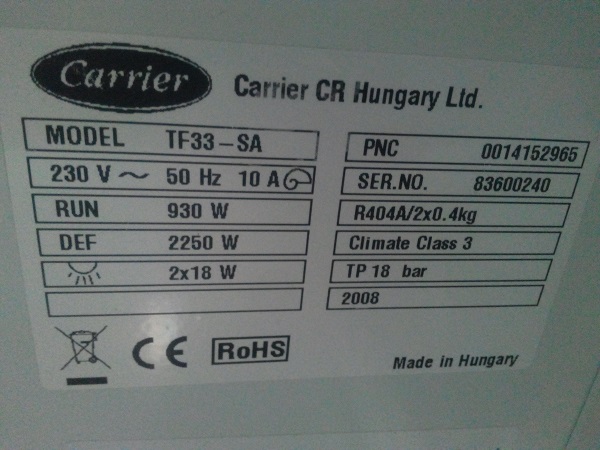 Carrier
Carrier CR Hungary Ltd.
MODEL TF33-SA
230 V ~ 50 Hz 10 A
RUN 930 W
DEF 2250 W
2x18 W
PNC 0014152965
SER.NO. 83600240
R404A/2x0.4kg
Climate Class 3
TP 18 bar
2008
CE RoHS
Made in Hungary